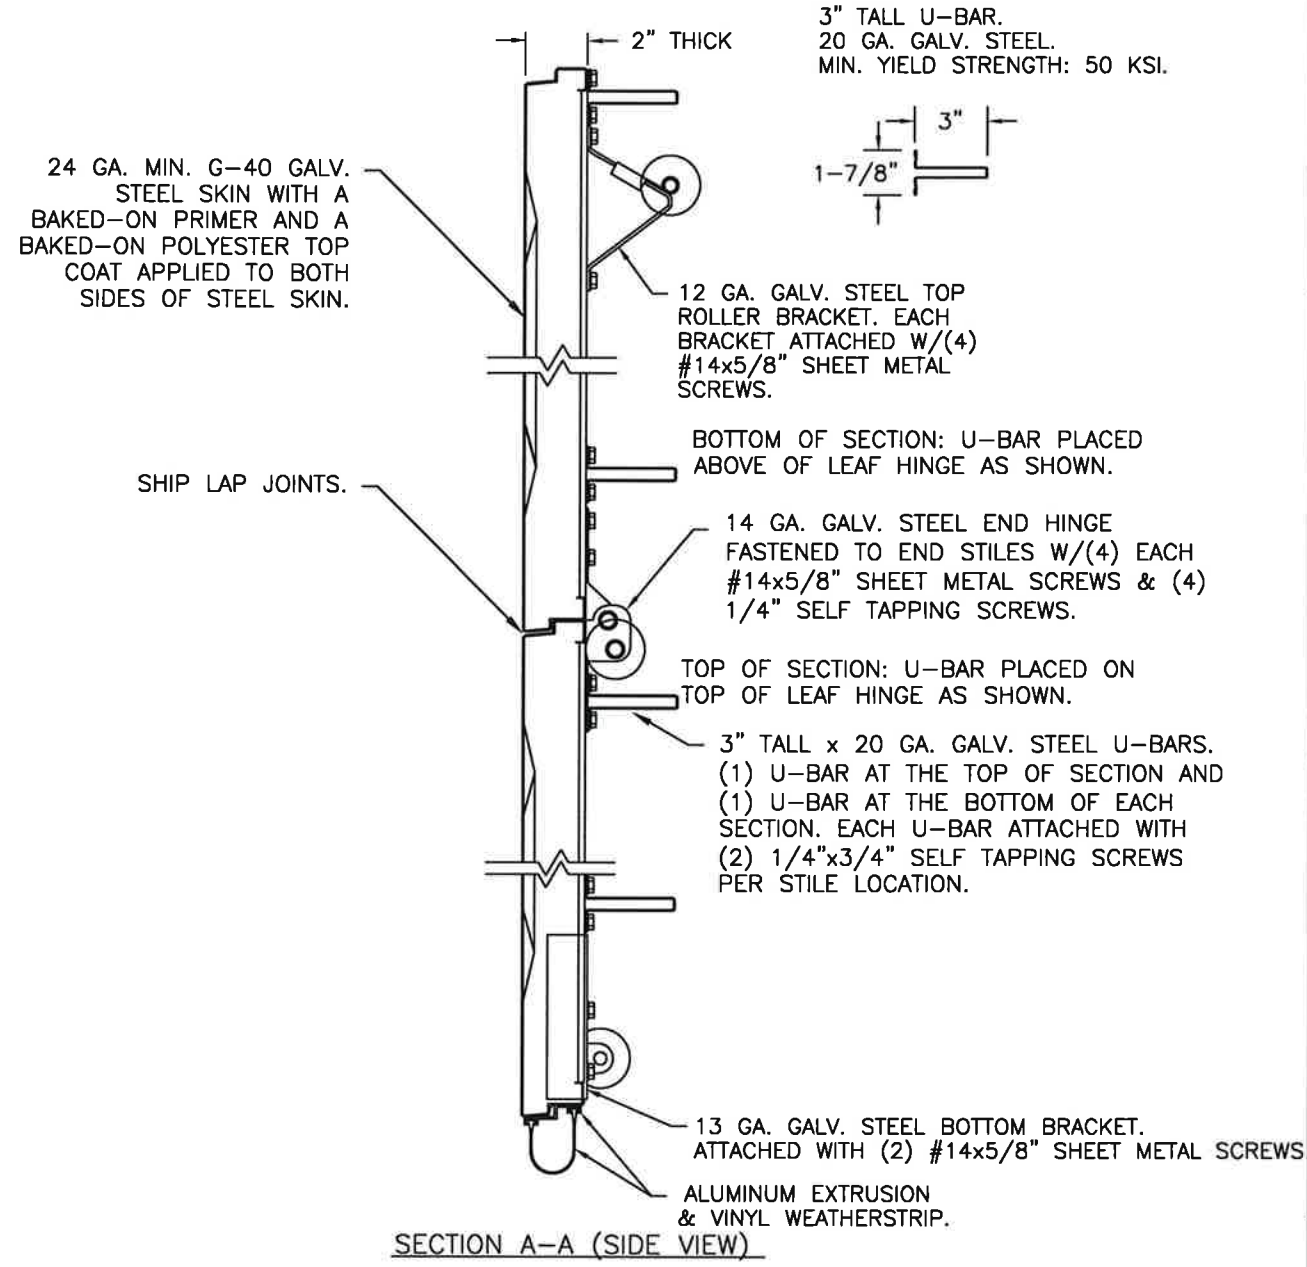 2" THICK
3" TALL U-BAR.
20 GA. GALV. STEEL.
MIN. YIELD STRENGTH: 50 KSI.
3"
1-7/8"
24 GA. MIN. G-40 GALV.
STEEL SKIN WITH A
BAKED-ON PRIMER AND A
BAKED-ON POLYESTER TOP
COAT APPLIED TO BOTH
SIDES OF STEEL SKIN.
12 GA. GALV. STEEL TOP
ROLLER BRACKET. EACH
BRACKET ATTACHED W/(4)
#14x5/8" SHEET METAL
SCREWS.
BOTTOM OF SECTION: U-BAR PLACED
ABOVE OF LEAF HINGE AS SHOWN.
SHIP LAP JOINTS.
14 GA. GALV. STEEL END HINGE
FASTENED TO END STILES W/(4) EACH
#14x5/8" SHEET METAL SCREWS & (4)
1/4" SELF TAPPING SCREWS.
TOP OF SECTION: U-BAR PLACED ON
TOP OF LEAF HINGE AS SHOWN.
3" TALL x 20 GA. GALV. STEEL U-BARS.
(1) U-BAR AT THE TOP OF SECTION AND
(1) U-BAR AT THE BOTTOM OF EACH
SECTION. EACH U-BAR ATTACHED WITH
(2) 1/4"x3/4" SELF TAPPING SCREWS
PER STILE LOCATION.
13 GA. GALV. STEEL BOTTOM BRACKET.
ATTACHED WITH (2) #14x5/8" SHEET METAL SCREWS
ALUMINUM EXTRUSION
& VINYL WEATHERSTRIP.
SECTION A-A (SIDE VIEW)